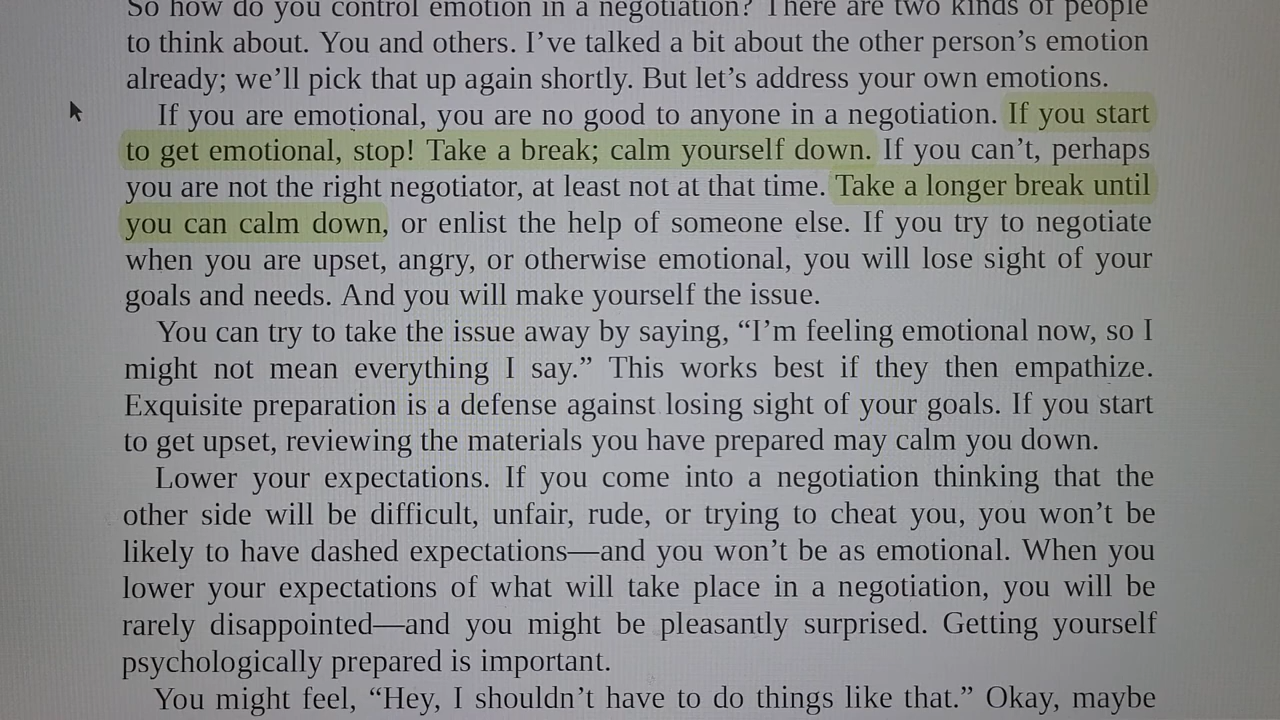 So how do you control emotion in a negotiation? There are two kinds of people
to think about. You and others. I’ve talked a bit about the other person’s emotion
already; we’ll pick that up again shortly. But let’s address your own emotions.
If you are emotional, you are no good to anyone in a negotiation. If you start
to get emotional, stop! Take a break; calm yourself down. If you can’t, perhaps
you are not the right negotiator, at least not at that time. Take a longer break until
you can calm down, or enlist the help of someone else. If you try to negotiate
when you are upset, angry, or otherwise emotional, you will lose sight of your
goals and needs. And you will make yourself the issue.
You can try to take the issue away by saying, “I’m feeling emotional now, so I
might not mean everything I say.” This works best if they then empathize.
Exquisite preparation is a defense against losing sight of your goals. If you start
to get upset, reviewing the materials you have prepared may calm you down.
Lower your expectations. If you come into a negotiation thinking that the
other side will be difficult, unfair, rude, or trying to cheat you, you won’t be
likely to have dashed expectations—and you won’t be as emotional. When you
lower your expectations of what will take place in a negotiation, you will be
rarely disappointed—and you might be pleasantly surprised. Getting yourself
psychologically prepared is important.
You might feel, “Hey, I shouldn’t have to do things like that.” Okay, maybe